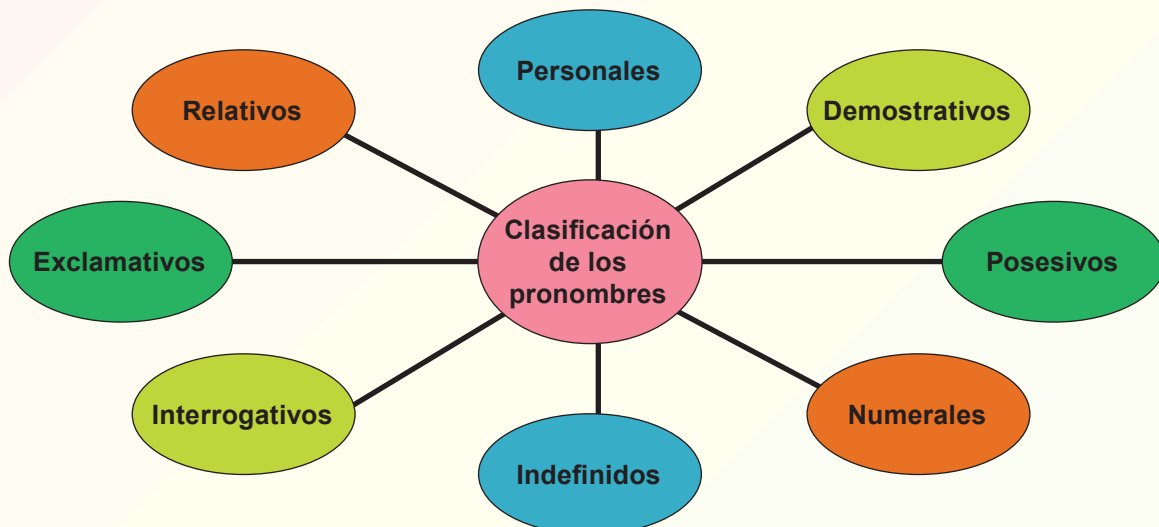 Personales
Relativos
Demostrativos
Clasificación
de los
pronombres
Exclamativos
Posesivos
Interrogativos
Numerales
Indefinidos